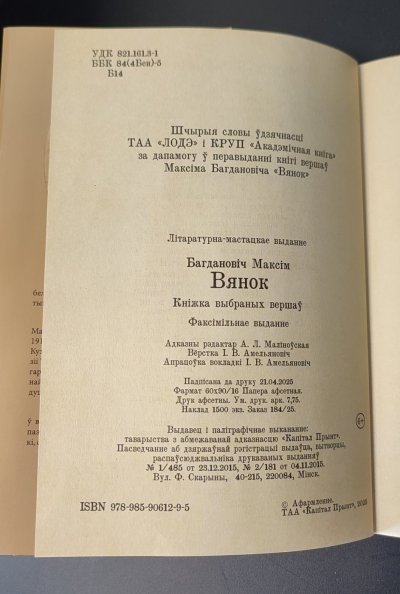 УДК 821.161.3-1
ББК 84(4Беи)-5
Б14
Шчырыя словы ўдзячнасці
ТАА «ЛОДЭ» і КРУП «Акадэмічная кніга»
за дапамогу ў перавыданні кнігі вершаў
Максіма Багдановіча «Вянок»
Літаратурна-мастацкае выданне
Багдановіч Максім
Вянок
Кніжка выбраных вершаў
Факсімільнае выданне
Адказны рэдактар А. Л. Маліноўская
Вёрстка І. В. Амельяновіч
Апрацоўка вокладкі І. В. Амельяновіч
Падпісана да друку 21.04.2025
Фармат 60x90/16 Папера афсетная.
Друк афсетны. Ум. друк. арк. 7,75.
Наклад 1500 экз. Заказ 184/25.
6+
Выдавец і паліграфічнае выкананне:
таварыства з абмежаванай адказнасцю «Капітал Прынт».
Пасведчанне аб дзяржаўнай рэгістрацыі выдаўца, вытворцы,
распаўсюджвальніка друкаваных выданняў
№ 1/485 от 23.12.2015, № 2/181 от 04.11.2015.
Вул. Ф. Скарыны, 40-215, 220084, Мінск.
ISBN 978-985-90612-9-5
© Афармленне.
ТАА «Капітал Прынт», 2025